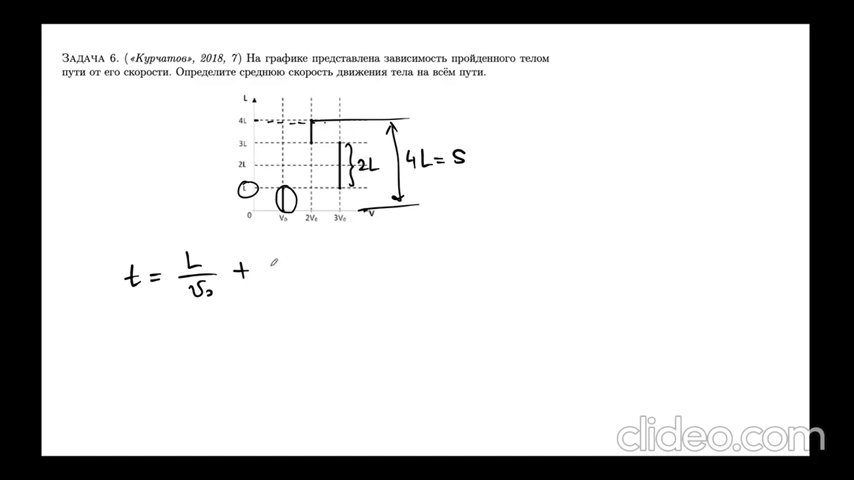 ЗАДАЧА 6. («Курчатов», 2018, 7) На графике представлена зависимость пройденного телом
пути от его скорости. Определите среднюю скорость движения тела на всём пути.
L
4L
3L
2L
L
0
V₀
2V₀
3V₀
V
2L
4L = S
t = L/v₀ +
clideo.com